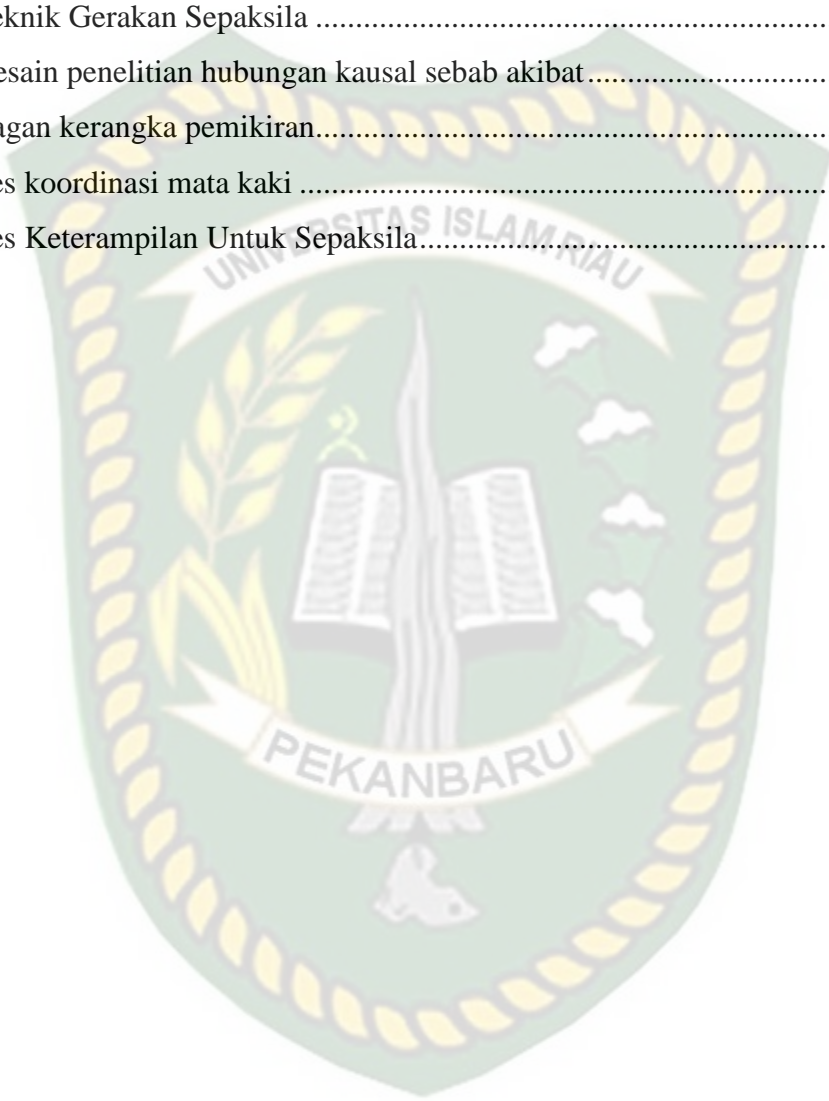 eknik Gerakan Sepaksila ................................................................
esain penelitian hubungan kausal sebab akibat..............................
agan kerangka pemikiran................................................................
es koordinasi mata kaki ..................................................................
es Keterampilan Untuk Sepaksila...................................................
UNIVERSITAS ISLAM RIAU
PEKANBARU